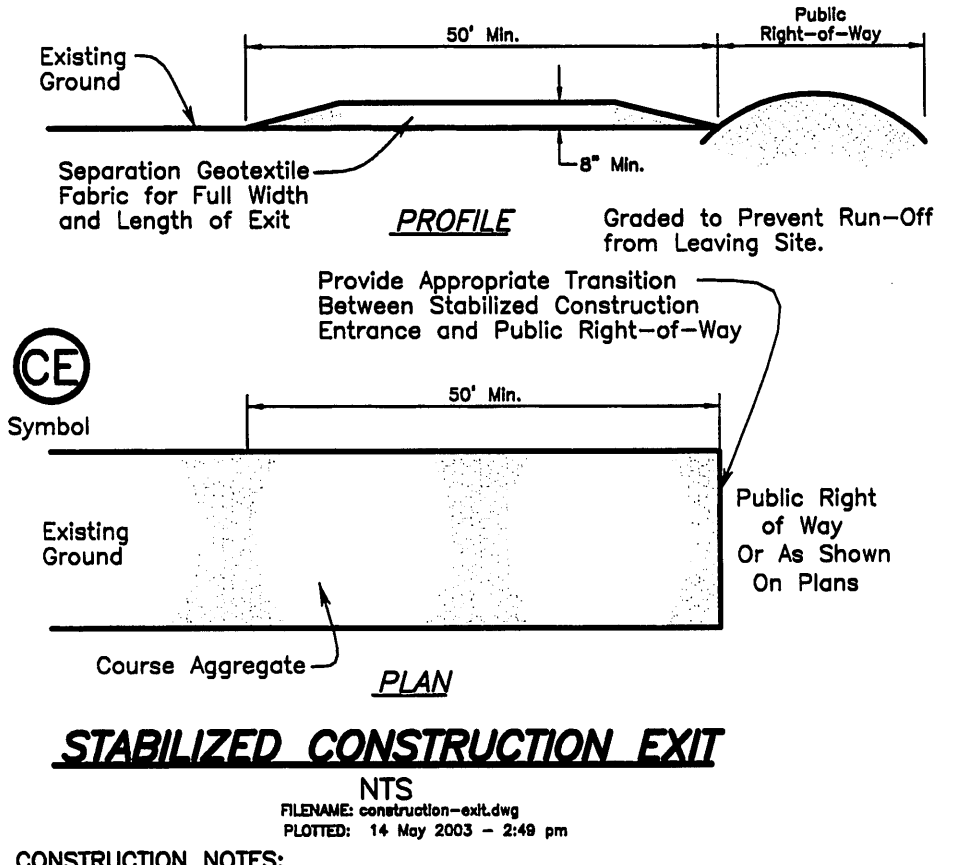 Public
Right-of-Way
50' Min.
Existing
Ground
8" Min.
Separation Geotextile
Fabric for Full Width
and Length of Exit
PROFILE
Graded to Prevent Run-Off
from Leaving Site.
Provide Appropriate Transition
Between Stabilized Construction
Entrance and Public Right-of-Way
CE
Symbol
50' Min.
Existing
Ground
Public Right
of Way
Or As Shown
On Plans
Course Aggregate
PLAN
STABILIZED CONSTRUCTION EXIT
NTS
FILENAME: construction-exit.dwg
PLOTTED: 14 May 2003 - 2:49 pm
CONSTRUCTION NOTES: